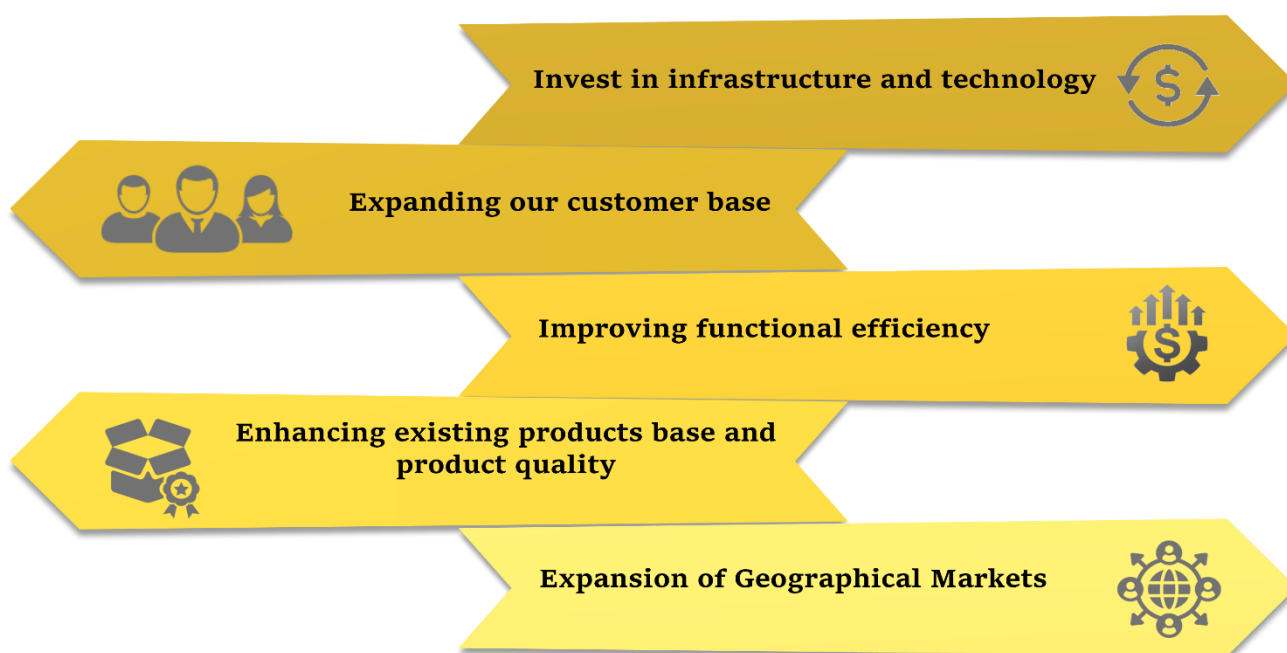 Invest in infrastructure and technology
Expanding our customer base
Improving functional efficiency
Enhancing existing products base and
product quality
Expansion of Geographical Markets